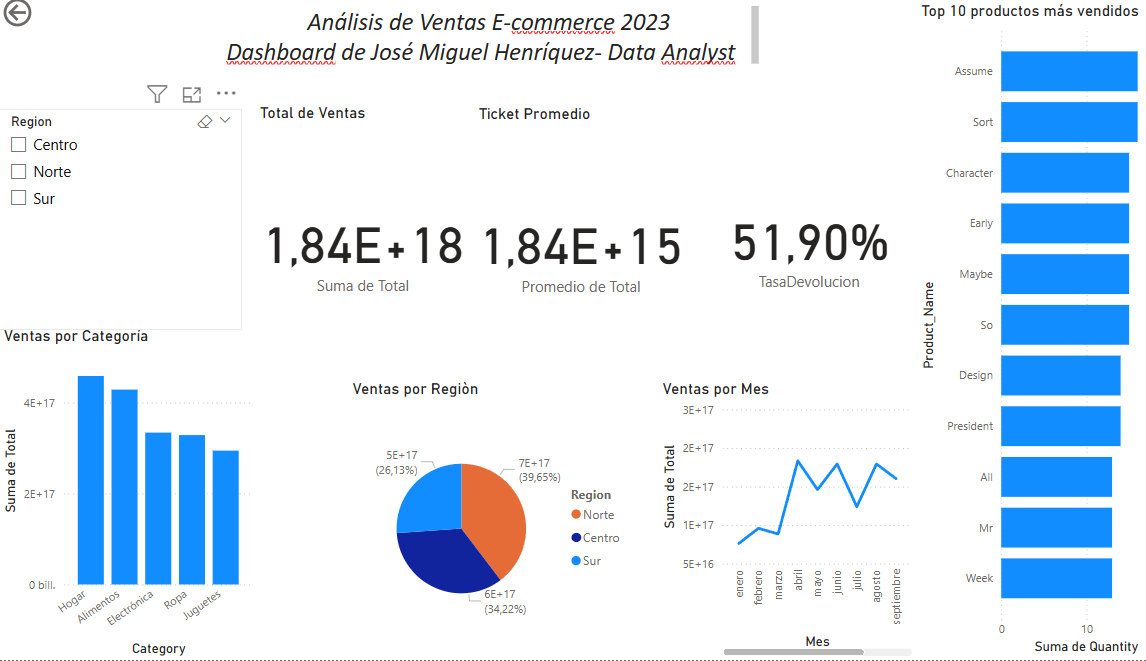 Análisis de Ventas E-commerce 2023
Dashboard de José Miguel Henríquez- Data Analyst
Region
Centro
Norte
Sur
Total de Ventas
1,84E+18
Suma de Total
Ticket Promedio
1,84E+15
Promedio de Total
51,90%
TasaDevolucion
Ventas por Categoría
Suma de Total
4E+17
2E+17
0 bill.
Hogar
Alimentos
Electrónica
Ropa
Juguetes
Category
Ventas por Regiòn
5E+17
(26,13%)
7E+17
(39,65%)
6E+17
(34,22%)
Region
Norte
Centro
Sur
Ventas por Mes
Suma de Total
3E+17
2E+17
2E+17
1E+17
5E+16
enero
febrero
marzo
abril
mayo
junio
julio
agosto
septiembre
Mes
Top 10 productos más vendidos
Product_Name
Assume
Sort
Character
Early
Maybe
So
Design
President
All
Mr
Week
0
10
Suma de Quantity